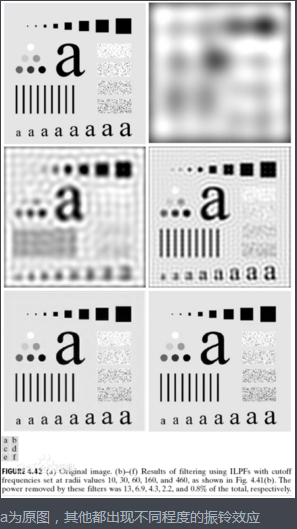 a
a a a a a a a a
a
a a a a a a a a
a
a a a a a a a a
a
a a a a a a a a
a
a a a a a a a a
a b
c d
e f
FIGURE 4.42 (a) Original image. (b)–(f) Results of filtering using ILPFs with cutoff
frequencies set at radii values 10, 30, 60, 160, and 460, as shown in Fig. 4.41(b). The
power removed by these filters was 13, 6.9, 4.3, 2.2, and 0.8% of the total, respectively.
a为原图，其他都出现不同程度的振铃效应